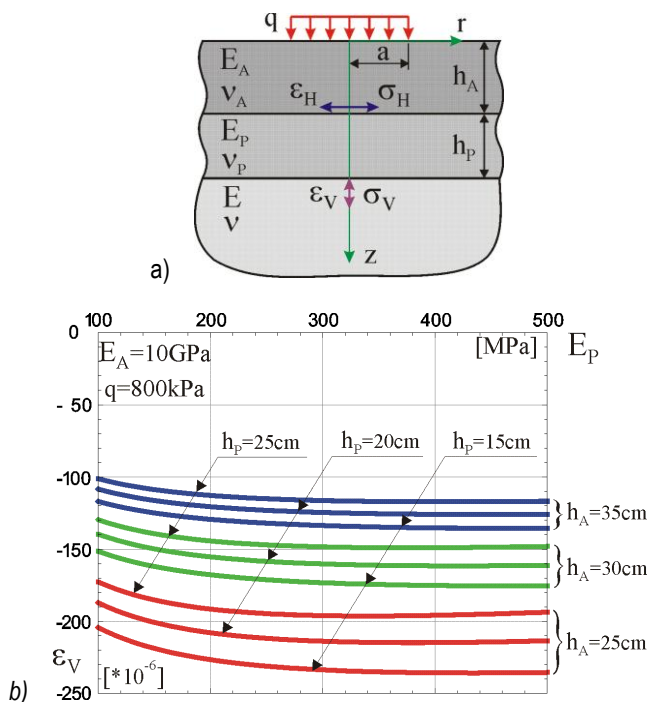 q
r
a
E_A
ν_A
ε_H
σ_H
h_A
E_P
ν_P
h_P
E
ν
ε_V
σ_V
z
a)
100 200 300 400 500
0
E_A=10GPa
[MPa]
E_P
q=800kPa
- 50
h_P=25cm
h_P=20cm
h_P=15cm
-100
h_A=35cm
-150
h_A=30cm
-200
h_A=25cm
ε_V
[*10^-6]
b)
-250